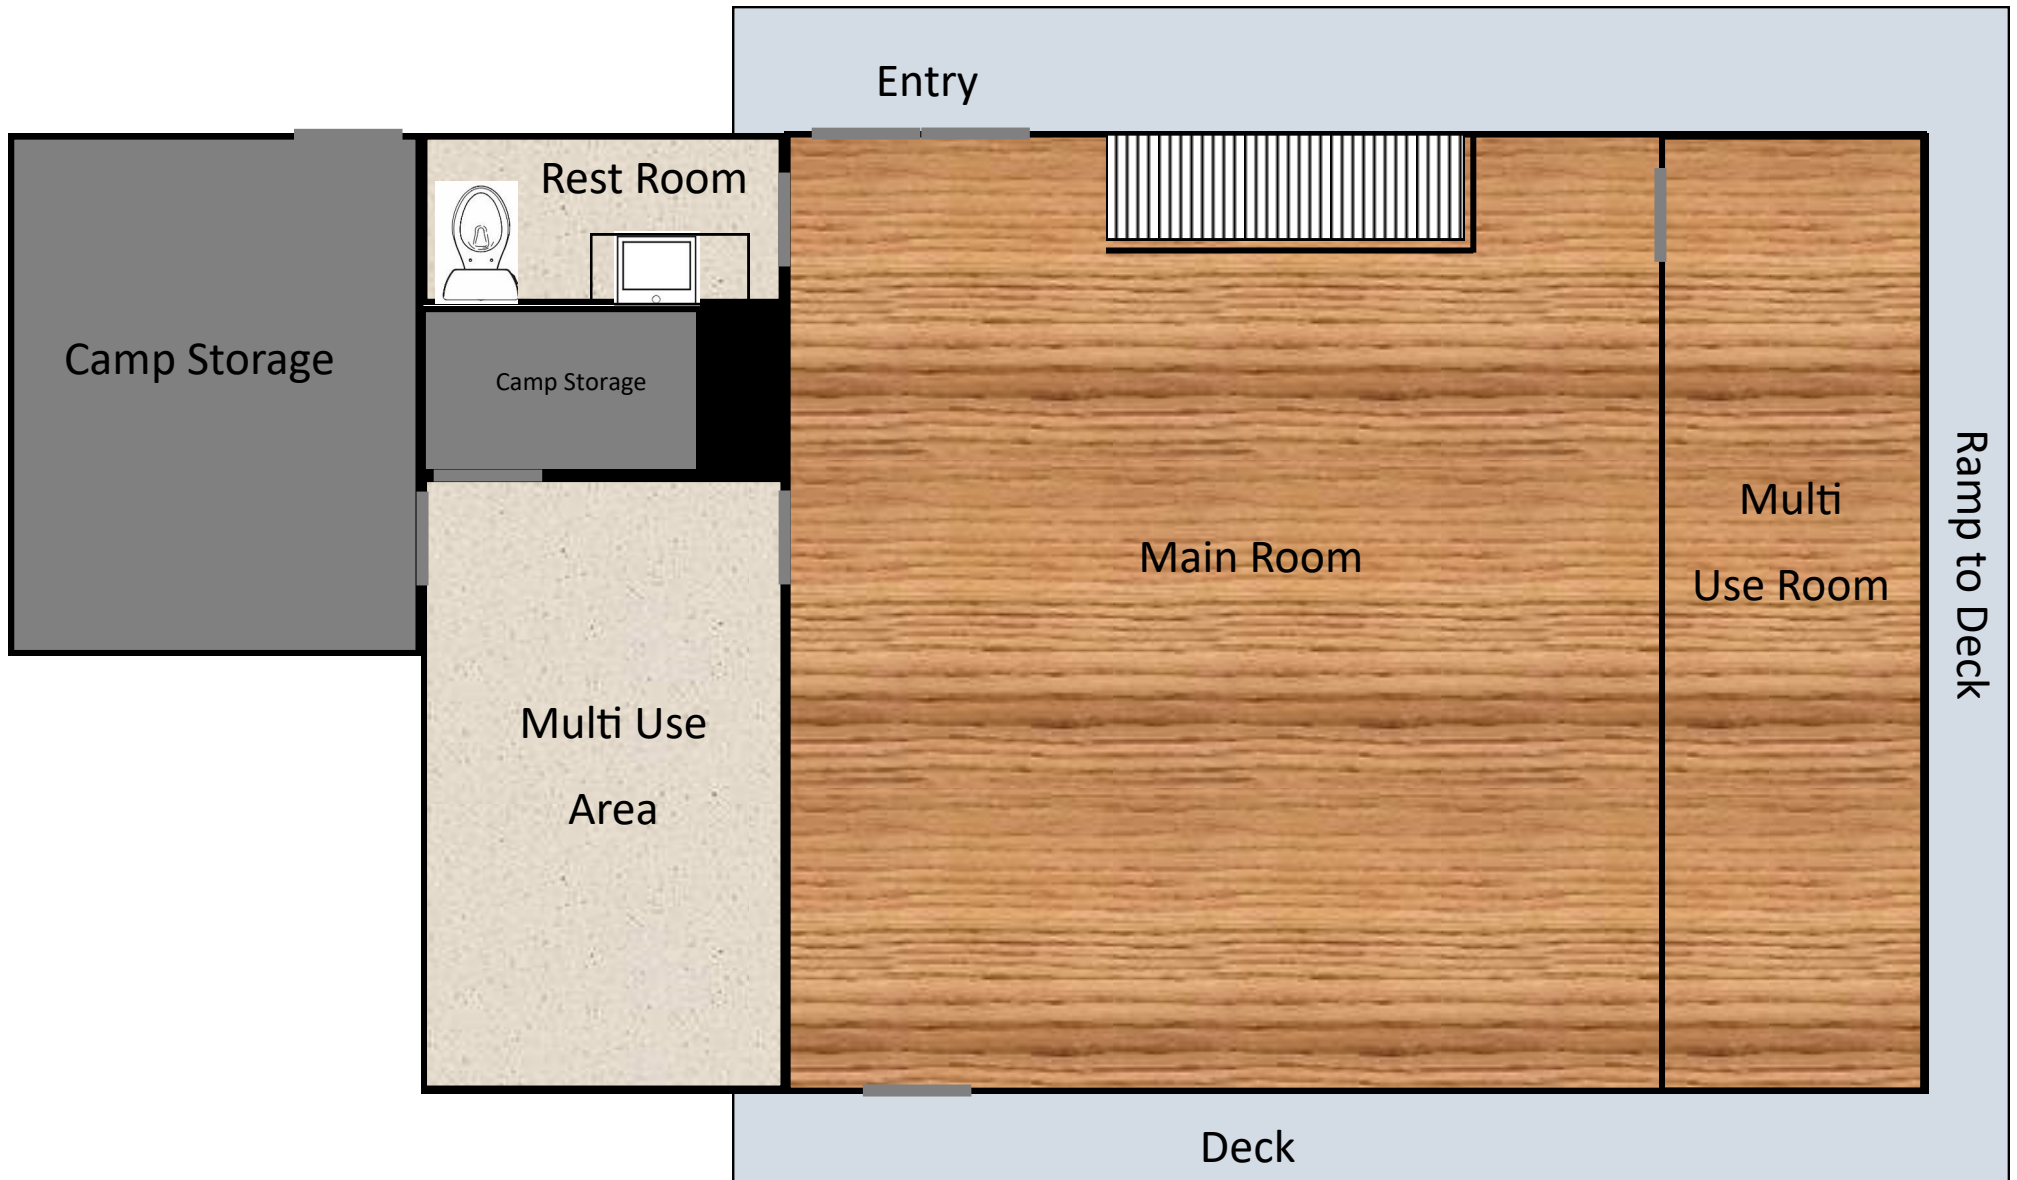 Entry
Rest Room
Camp Storage
Camp Storage
Main Room
Multi
Use Room
Ramp to Deck
Multi Use
Area
Deck